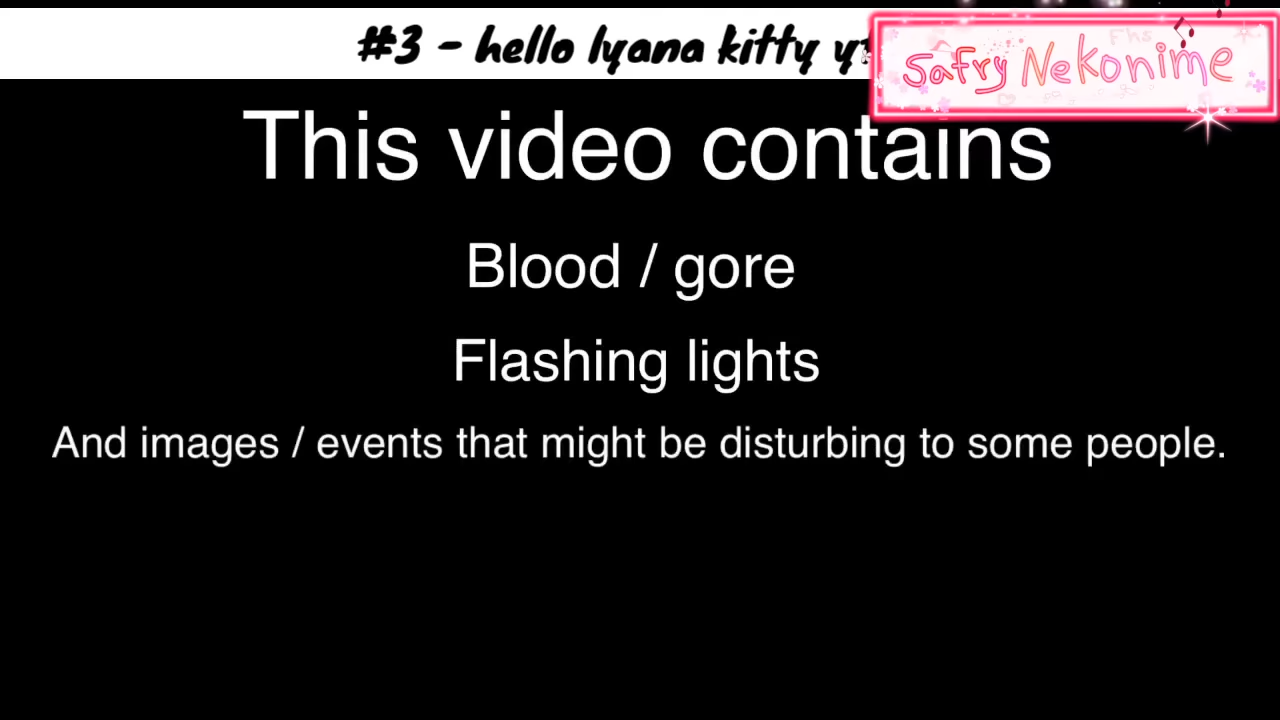 #3 - hello lyana kitty
Safry Nekonime
Fhs
This video contains
Blood / gore
Flashing lights
And images / events that might be disturbing to some people.